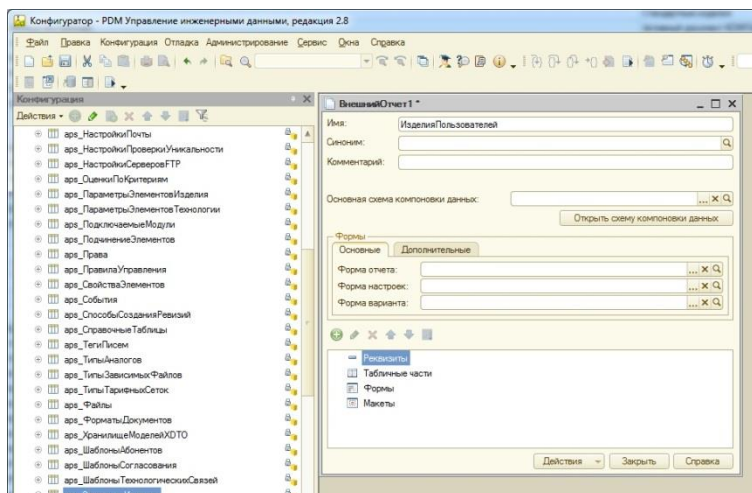 Конфигуратор - PDM Управление инженерными данными, редакция 2.8
Файл Правка Конфигурация Отладка Администрирование Сервис Окна Справка
Конфигурация
Действия
aps_НастройкиПочты
aps_НастройкиПроверкиУникальности
aps_НастройкиСерверовFTP
aps_ОценкиПоКритериям
aps_ПараметрыЭлементовИзделия
aps_ПараметрыЭлементовТехнологии
aps_ПодключаемыеМодули
aps_ПодчинениеЭлементов
aps_Права
aps_ПравилаУправления
aps_СвойстваЭлементов
aps_События
aps_СпособыСозданияРевизий
aps_СправочныеТаблицы
aps_ТегиПисем
aps_ТипыАналогов
aps_ТипыЗависимыхФайлов
aps_ТипыТарифныхСеток
aps_Файлы
aps_ФорматыДокументов
aps_ХранилищеМоделейXDTO
aps_ШаблоныАбонентов
aps_ШаблоныСогласования
aps_ШаблоныТехнологическихСвязей
ВнешнийОтчет1 *
Имя: ИзделияПользователей
Синоним:
Комментарий:
Основная схема компоновки данных:
Открыть схему компоновки данных
Формы
Основные Дополнительные
Форма отчета:
Форма настроек:
Форма варианта:
Реквизиты
Табличные части
Формы
Макеты
Действия Закрыть Справка